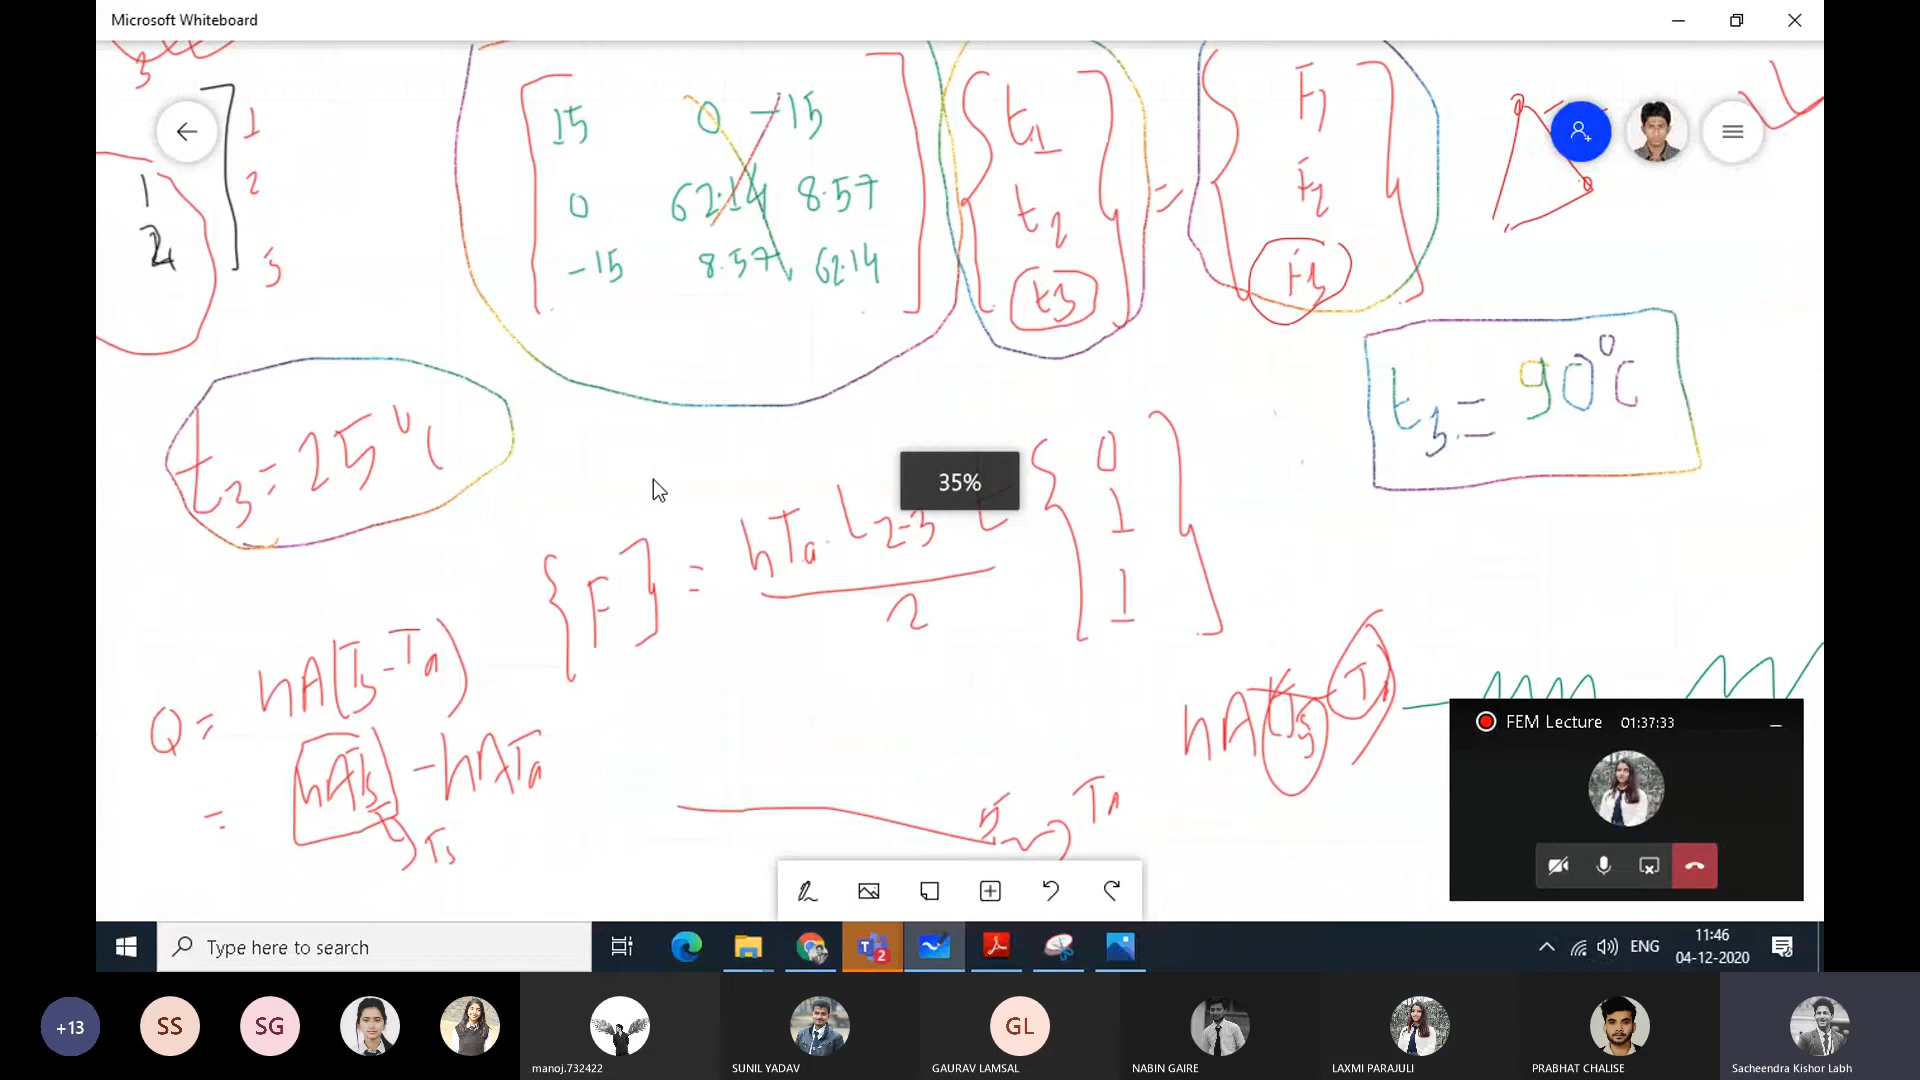 Microsoft Whiteboard
3
1
2
3
1
2
15 0 -15
0 62.14 8.57
-15 8.57 62.14
t1
t2
t3
=
F1
F2
F3
t3 = 25°C
t3 = 90°C
35%
{F} = hTa. L2-3 t
2
0
1
1
Q = hA(Ts - Ta)
= hATs - hATa
Ts
Ta
FEM Lecture 01:37:33
Type here to search
T 2
ENG
11:46
04-12-2020
+13
SS
SG
GL
manoj.732422
SUNIL YADAV
GAURAV LAMSAL
NABIN GAIRE
LAXMI PARAJULI
PRABHAT CHALISE
Sacheendra Kishor Labh